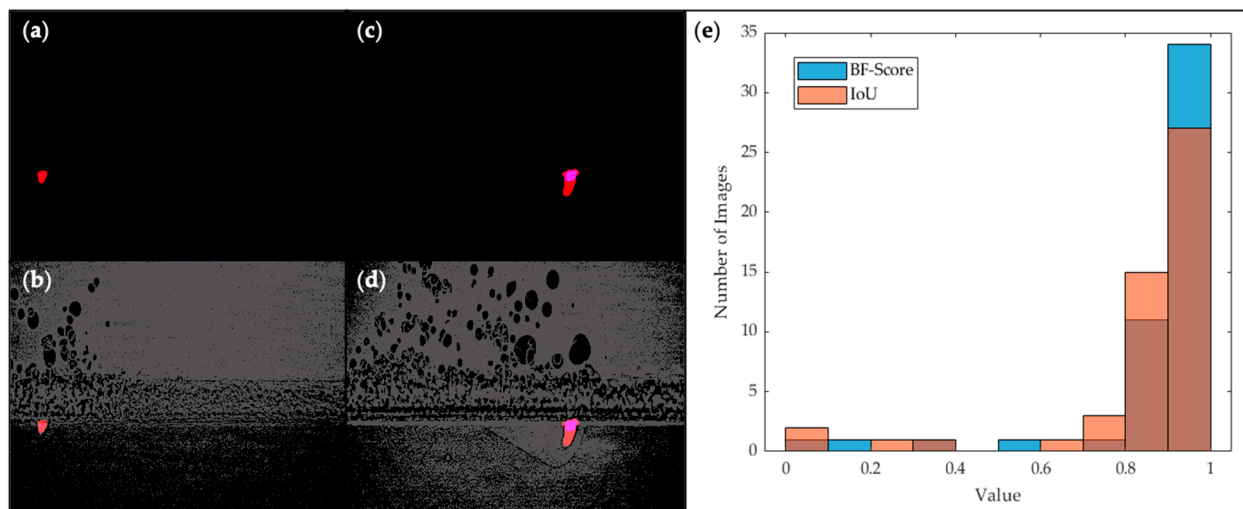 (a)
(c)
(b)
(d)
(e)
BF-Score
IoU
Number of Images
35
30
25
20
15
10
5
0
0 0.2 0.4 0.6 0.8 1
Value